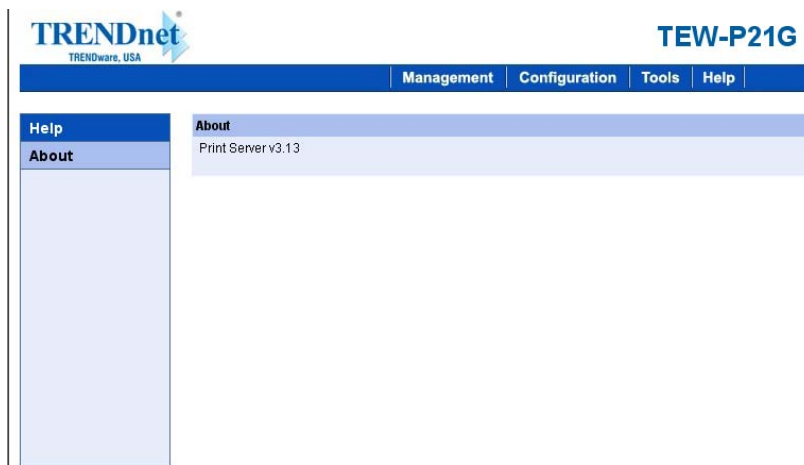 TRENDnet®
TRENDware, USA
TEW-P21G
Management Configuration Tools Help
Help
About
About
Print Server v3.13